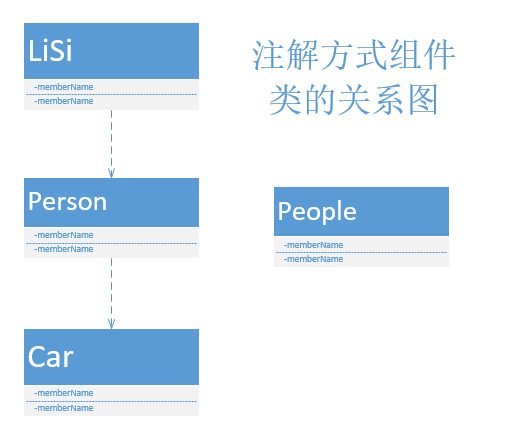 LiSi
-memberName
-memberName
注解方式组件
类的关系图
Person
-memberName
-memberName
People
-memberName
-memberName
Car
-memberName
-memberName